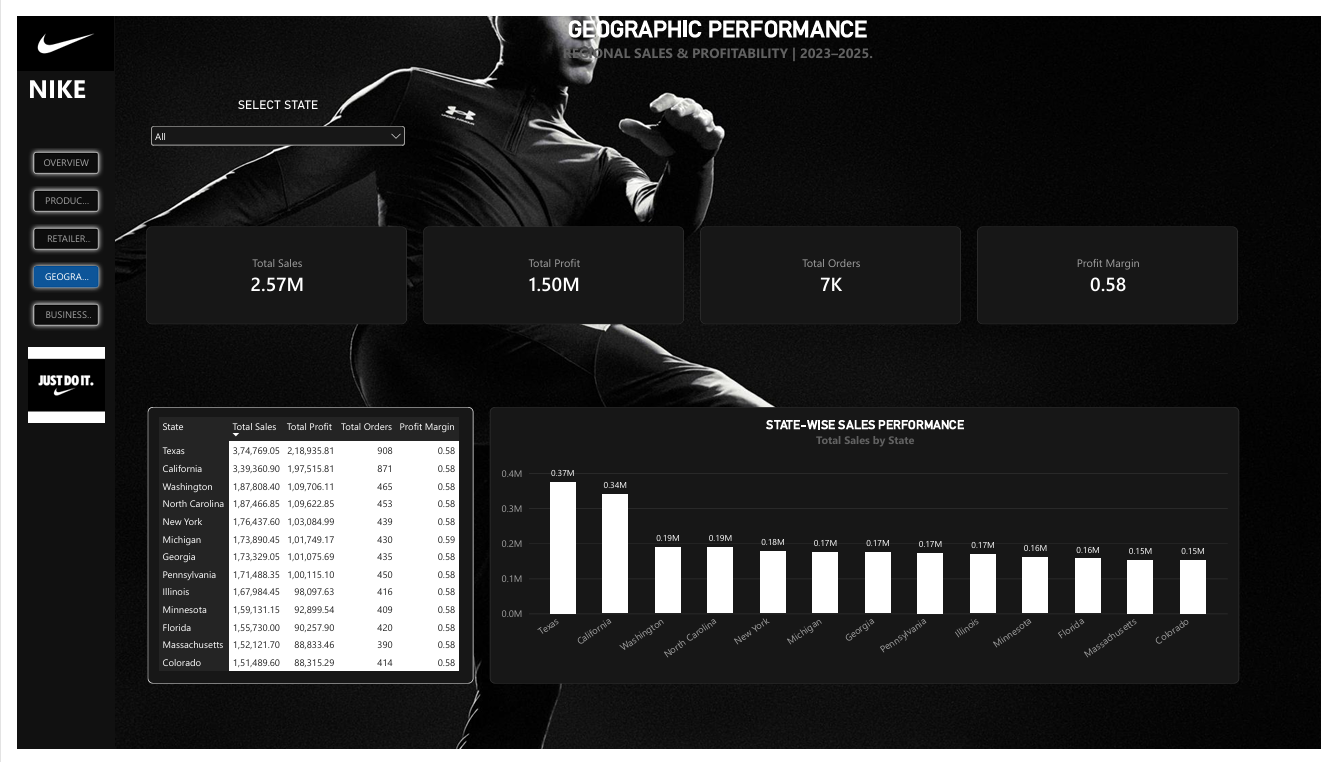 GEOGRAPHIC PERFORMANCE
REGIONAL SALES & PROFITABILITY | 2023–2025.
NIKE
SELECT STATE
All
UNDER ARMOUR
OVERVIEW
PRODUC...
RETAILER..
GEOGRA...
BUSINESS..
JUST DO IT.
Total Sales
2.57M
Total Profit
1.50M
Total Orders
7K
Profit Margin
0.58
State Total Sales Total Profit Total Orders Profit Margin
Texas 3,74,769.05 2,18,935.81 908 0.58
California 3,39,360.90 1,97,515.81 871 0.58
Washington 1,87,808.40 1,09,706.11 465 0.58
North Carolina 1,87,466.85 1,09,622.85 453 0.58
New York 1,76,437.60 1,03,084.99 439 0.58
Michigan 1,73,890.45 1,01,749.17 430 0.59
Georgia 1,73,329.05 1,01,075.69 435 0.58
Pennsylvania 1,71,488.35 1,00,115.10 450 0.58
Illinois 1,67,984.45 98,097.63 416 0.58
Minnesota 1,59,131.15 92,899.54 409 0.58
Florida 1,55,730.00 90,257.90 420 0.58
Massachusetts 1,52,121.70 88,833.46 390 0.58
Colorado 1,51,489.60 88,315.29 414 0.58
STATE-WISE SALES PERFORMANCE
Total Sales by State
0.4M
0.3M
0.2M
0.1M
0.0M
0.37M 0.34M 0.19M 0.19M 0.18M 0.17M 0.17M 0.17M 0.17M 0.16M 0.16M 0.15M 0.15M
Texas California Washington North Carolina New York Michigan Georgia Pennsylvania Illinois Minnesota Florida Massachusetts Colorado